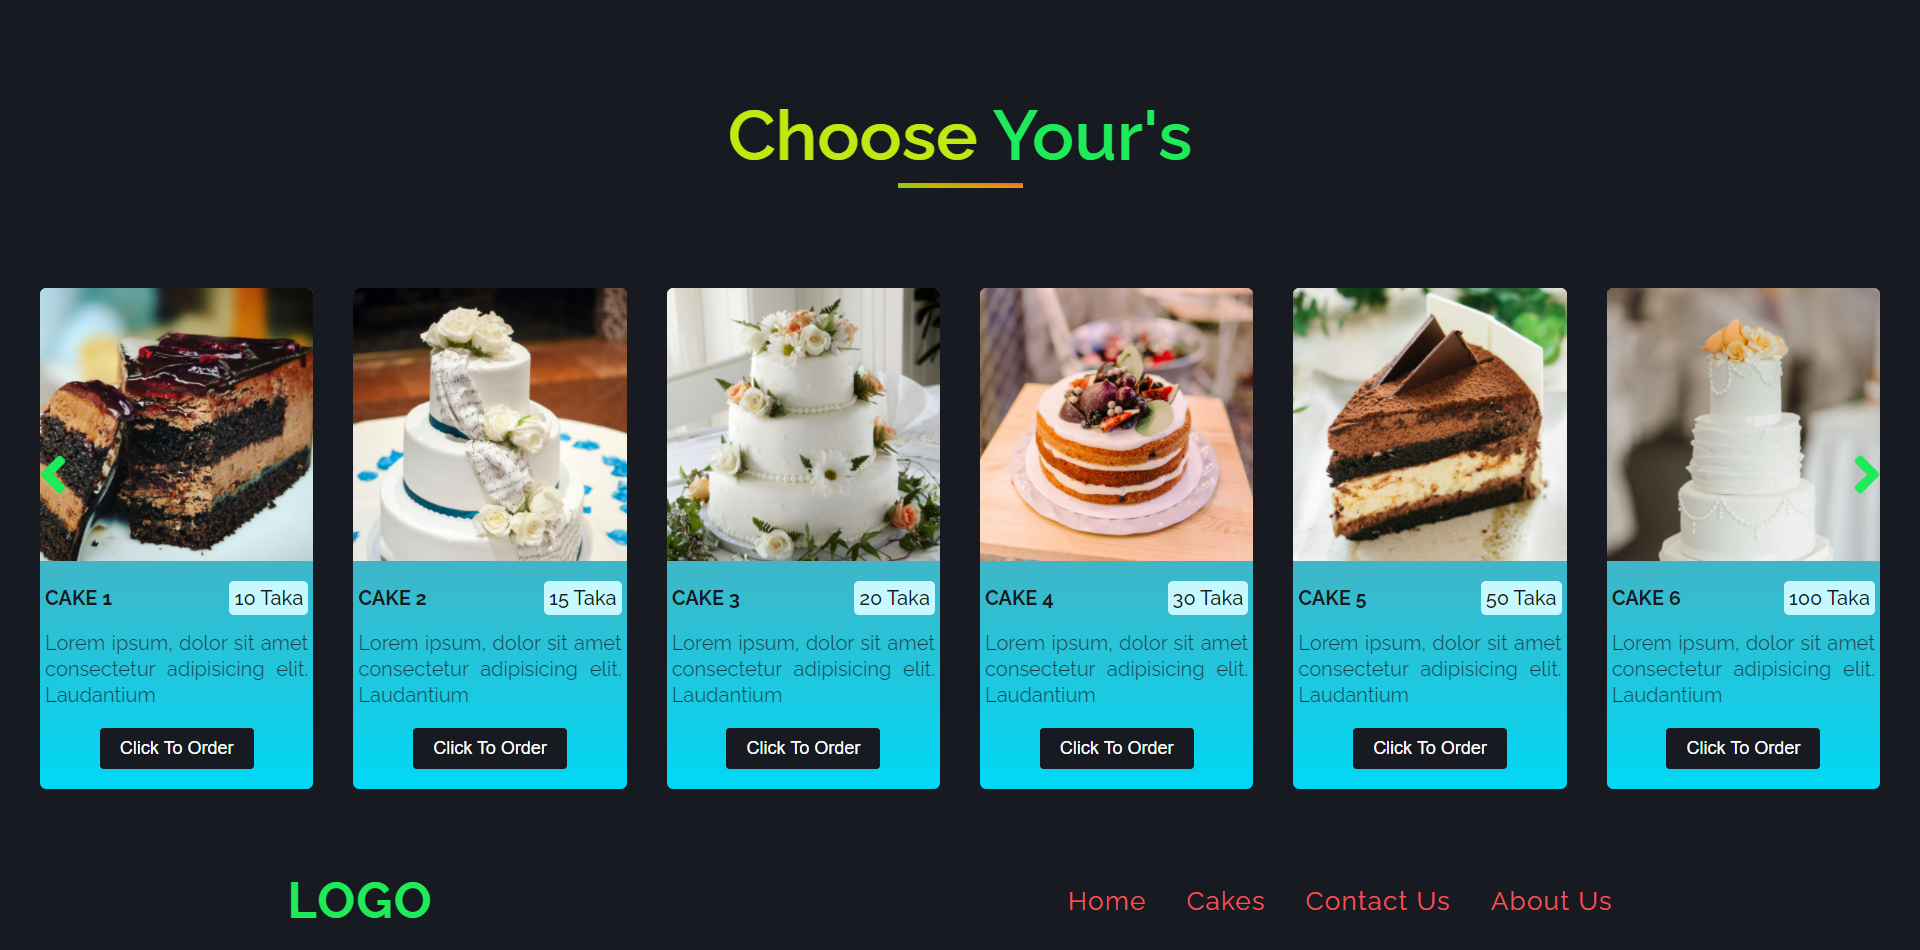 Choose Your's
CAKE 1 10 Taka
Lorem ipsum, dolor sit amet
consectetur adipisicing elit.
Laudantium
Click To Order
CAKE 2 15 Taka
Lorem ipsum, dolor sit amet
consectetur adipisicing elit.
Laudantium
Click To Order
CAKE 3 20 Taka
Lorem ipsum, dolor sit amet
consectetur adipisicing elit.
Laudantium
Click To Order
CAKE 4 30 Taka
Lorem ipsum, dolor sit amet
consectetur adipisicing elit.
Laudantium
Click To Order
CAKE 5 50 Taka
Lorem ipsum, dolor sit amet
consectetur adipisicing elit.
Laudantium
Click To Order
CAKE 6 100 Taka
Lorem ipsum, dolor sit amet
consectetur adipisicing elit.
Laudantium
Click To Order
LOGO
Home Cakes Contact Us About Us